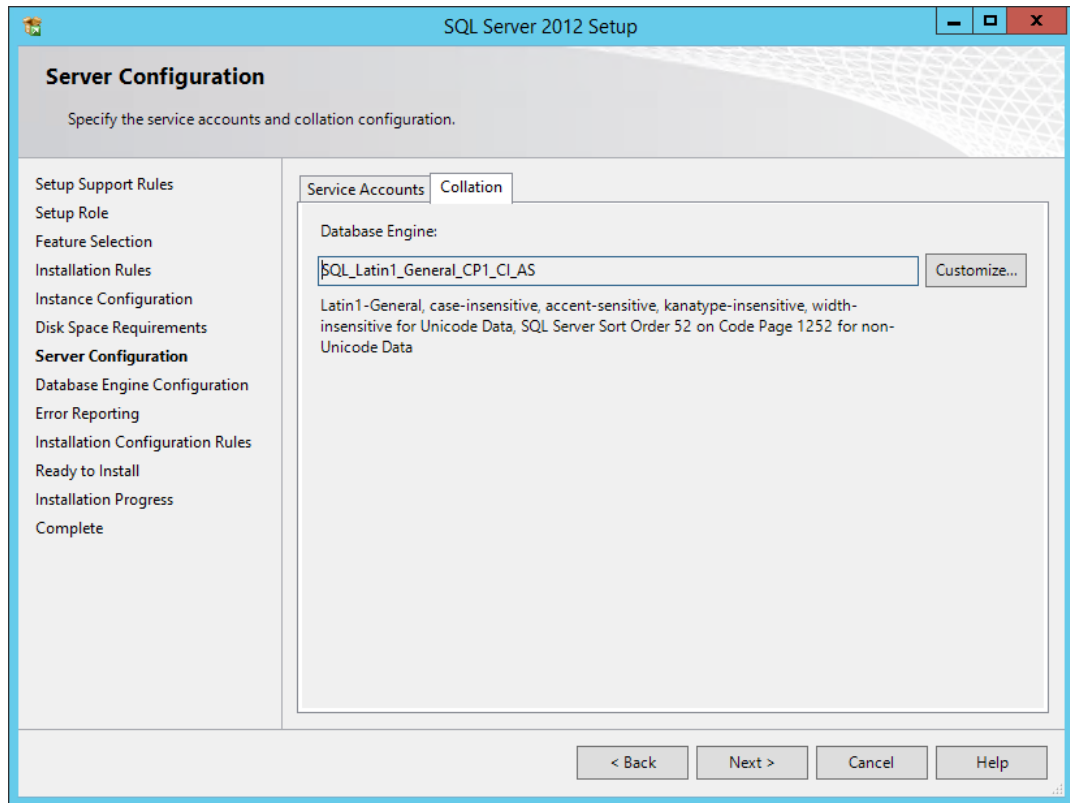 SQL Server 2012 Setup
Server Configuration
Specify the service accounts and collation configuration.
Setup Support Rules
Setup Role
Feature Selection
Installation Rules
Instance Configuration
Disk Space Requirements
Server Configuration
Database Engine Configuration
Error Reporting
Installation Configuration Rules
Ready to Install
Installation Progress
Complete
Service Accounts
Collation
Database Engine:
SQL_Latin1_General_CP1_CI_AS
Customize...
Latin1-General, case-insensitive, accent-sensitive, kanatype-insensitive, width-
insensitive for Unicode Data, SQL Server Sort Order 52 on Code Page 1252 for non-
Unicode Data
< Back
Next >
Cancel
Help